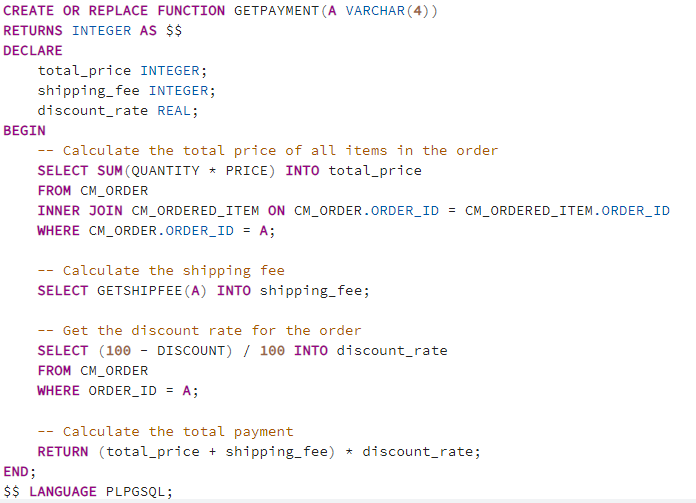 CREATE OR REPLACE FUNCTION GETPAYMENT(A VARCHAR(4))
RETURNS INTEGER AS $$
DECLARE
    total_price INTEGER;
    shipping_fee INTEGER;
    discount_rate REAL;
BEGIN
    -- Calculate the total price of all items in the order
    SELECT SUM(QUANTITY * PRICE) INTO total_price
    FROM CM_ORDER
    INNER JOIN CM_ORDERED_ITEM ON CM_ORDER.ORDER_ID = CM_ORDERED_ITEM.ORDER_ID
    WHERE CM_ORDER.ORDER_ID = A;

    -- Calculate the shipping fee
    SELECT GETSHIPFEE(A) INTO shipping_fee;

    -- Get the discount rate for the order
    SELECT (100 - DISCOUNT) / 100 INTO discount_rate
    FROM CM_ORDER
    WHERE ORDER_ID = A;

    -- Calculate the total payment
    RETURN (total_price + shipping_fee) * discount_rate;
END;
$$ LANGUAGE PLPGSQL;